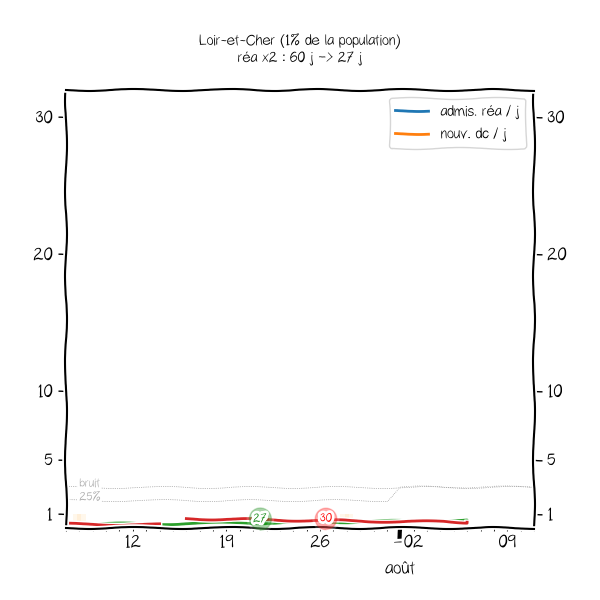 Loir-et-Cher (1% de la population)
réa x2 : 60 j -> 27 j
admis. réa / j
nouv. dc / j
30 30
20 20
10 10
5 5
bruit
25%
1 27 30 1
12 19 26 02 09
août